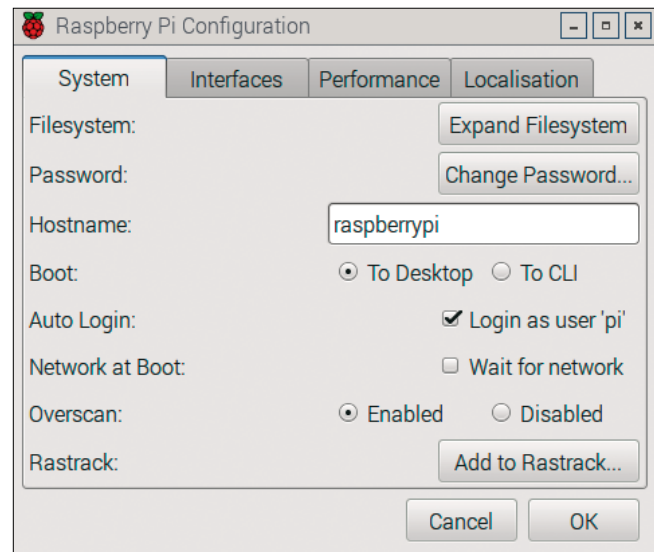 Raspberry Pi Configuration
System Interfaces Performance Localisation
Filesystem: Expand Filesystem
Password: Change Password...
Hostname: raspberrypi
Boot: To Desktop To CLI
Auto Login: Login as user 'pi'
Network at Boot: Wait for network
Overscan: Enabled Disabled
Rastrack: Add to Rastrack...
Cancel OK